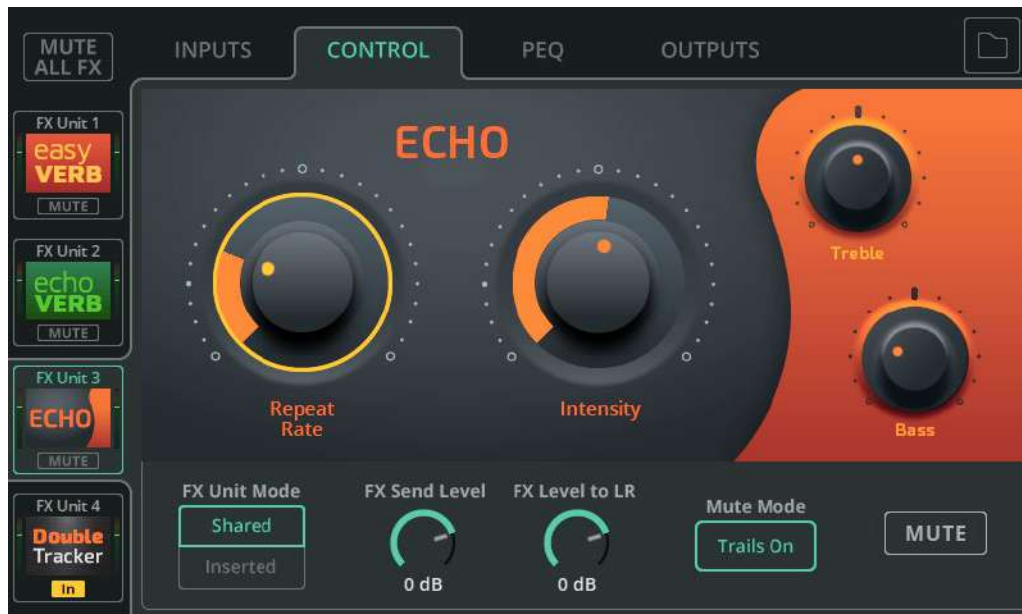 MUTE
ALL FX
INPUTS
CONTROL
PEQ
OUTPUTS
FX Unit 1
easy
VERB
MUTE
FX Unit 2
echo
VERB
MUTE
FX Unit 3
ECHO
MUTE
FX Unit 4
Double
Tracker
In
ECHO
Repeat
Rate
Intensity
Treble
Bass
FX Unit Mode
Shared
Inserted
FX Send Level
0 dB
FX Level to LR
0 dB
Mute Mode
Trails On
MUTE